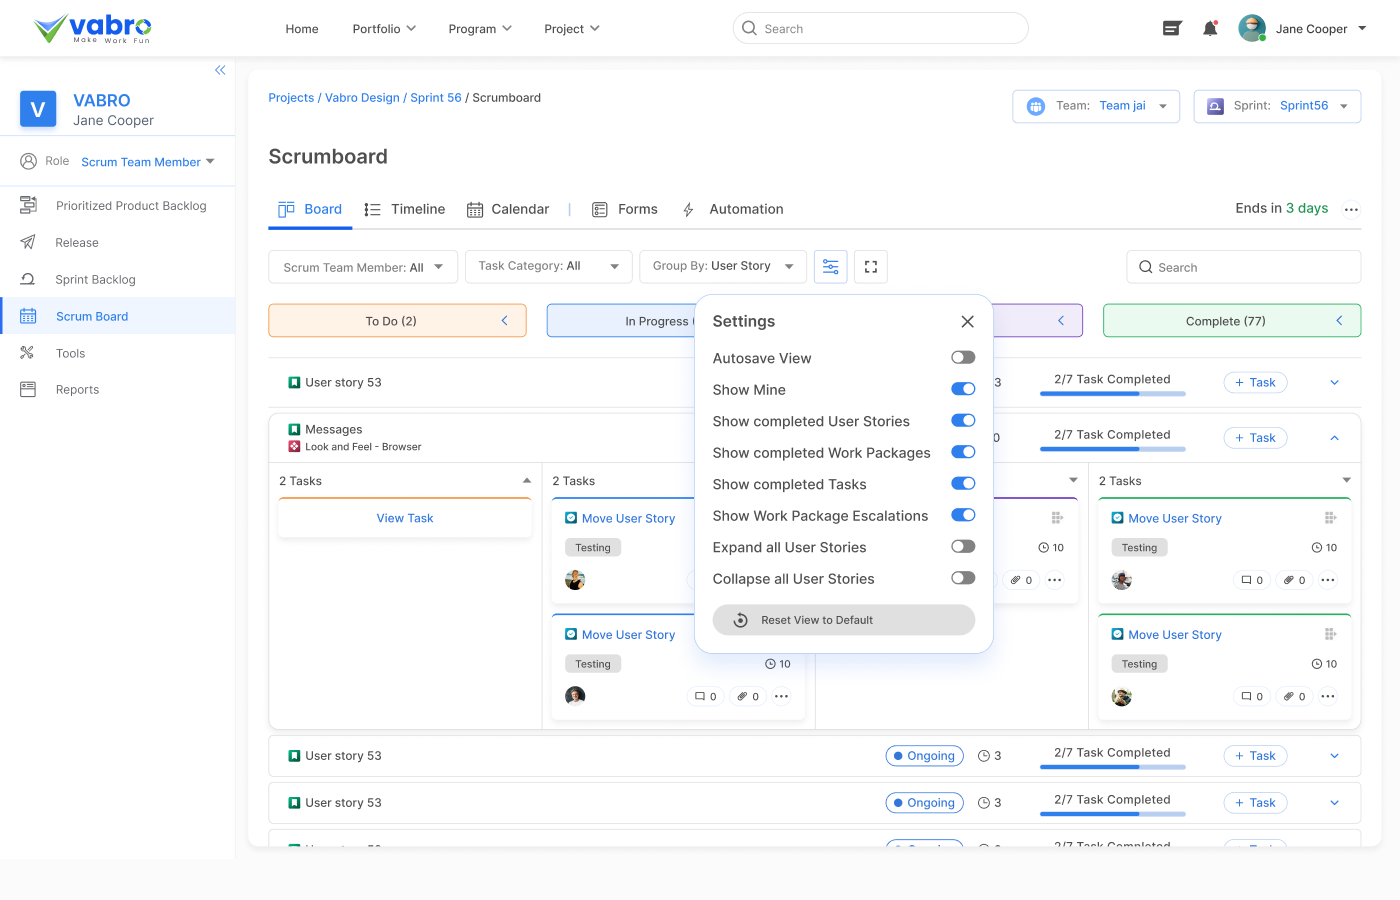 vabro
Make Work Fun
Home
Portfolio
Program
Project
Search
Jane Cooper
V
VABRO
Jane Cooper
Role Scrum Team Member
Prioritized Product Backlog
Release
Sprint Backlog
Scrum Board
Tools
Reports
Projects / Vabro Design / Sprint 56 / Scrumboard
Team: Team jai
Sprint: Sprint56
Scrumboard
Board
Timeline
Calendar
Forms
Automation
Ends in 3 days
Scrum Team Member: All
Task Category: All
Group By: User Story
Search
To Do (2)
In Progress
Complete (77)
Settings
Autosave View
Show Mine
Show completed User Stories
Show completed Work Packages
Show completed Tasks
Show Work Package Escalations
Expand all User Stories
Collapse all User Stories
Reset View to Default
User story 53
3
2/7 Task Completed
+ Task
Messages
Look and Feel - Browser
0
2/7 Task Completed
+ Task
2 Tasks
View Task
2 Tasks
Move User Story
Testing
Move User Story
Testing
10
0
0
10
0
2 Tasks
Move User Story
Testing
10
0
0
Move User Story
Testing
10
0
0
User story 53
Ongoing
3
2/7 Task Completed
+ Task
User story 53
Ongoing
3
2/7 Task Completed
+ Task